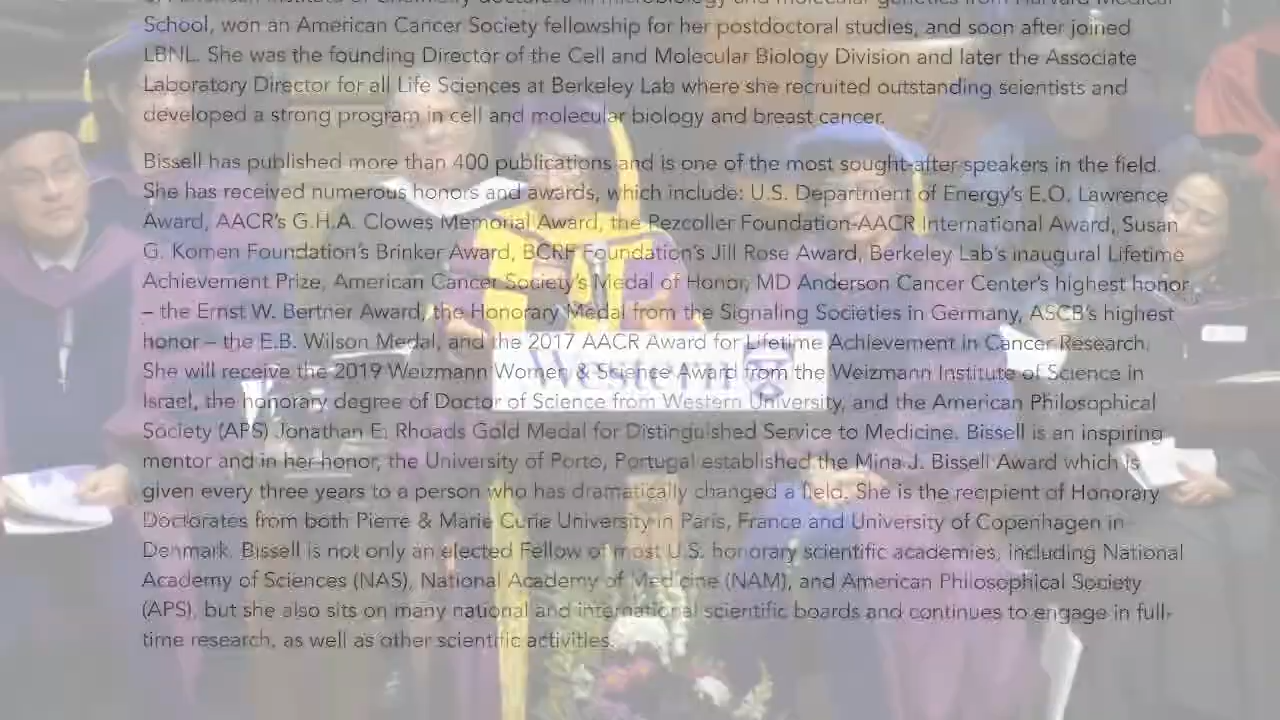 School, won an American Cancer Society fellowship for her postdoctoral studies, and soon after joined
LBNL. She was the founding Director of the Cell and Molecular Biology Division and later the Associate
Laboratory Director for all Life Sciences at Berkeley Lab where she recruited outstanding scientists and
developed a strong program in cell and molecular biology and breast cancer.
Bissell has published more than 400 publications and is one of the most sought-after speakers in the field.
She has received numerous honors and awards, which include: U.S. Department of Energy's E.O. Lawrence
Award, AACR's G.H.A. Clowes Memorial Award, the Pezcoller Foundation-AACR International Award, Susan
G. Komen Foundation's Brinker Award, BCRF Foundation's Jill Rose Award, Berkeley Lab's inaugural Lifetime
Achievement Prize, American Cancer Society's Medal of Honor, MD Anderson Cancer Center's highest honor
– the Ernst W. Bertner Award, the Honorary Medal from the Signaling Societies in Germany, ASCB's highest
honor – the E.B. Wilson Medal, and the 2017 AACR Award for Lifetime Achievement in Cancer Research.
She will receive the 2019 Weizmann Women & Science Award from the Weizmann Institute of Science in
Israel, the honorary degree of Doctor of Science from Western University, and the American Philosophical
Society (APS) Jonathan E. Rhoads Gold Medal for Distinguished Service to Medicine. Bissell is an inspiring
mentor and in her honor, the University of Porto, Portugal established the Mina J. Bissell Award which is
given every three years to a person who has dramatically changed a field. She is the recipient of Honorary
Doctorates from both Pierre & Marie Curie University in Paris, France and University of Copenhagen in
Denmark. Bissell is not only an elected Fellow of most U.S. honorary scientific academies, including National
Academy of Sciences (NAS), National Academy of Medicine (NAM), and American Philosophical Society
(APS), but she also sits on many national and international scientific boards and continues to engage in full-
time research, as well as other scientific activities.
Western